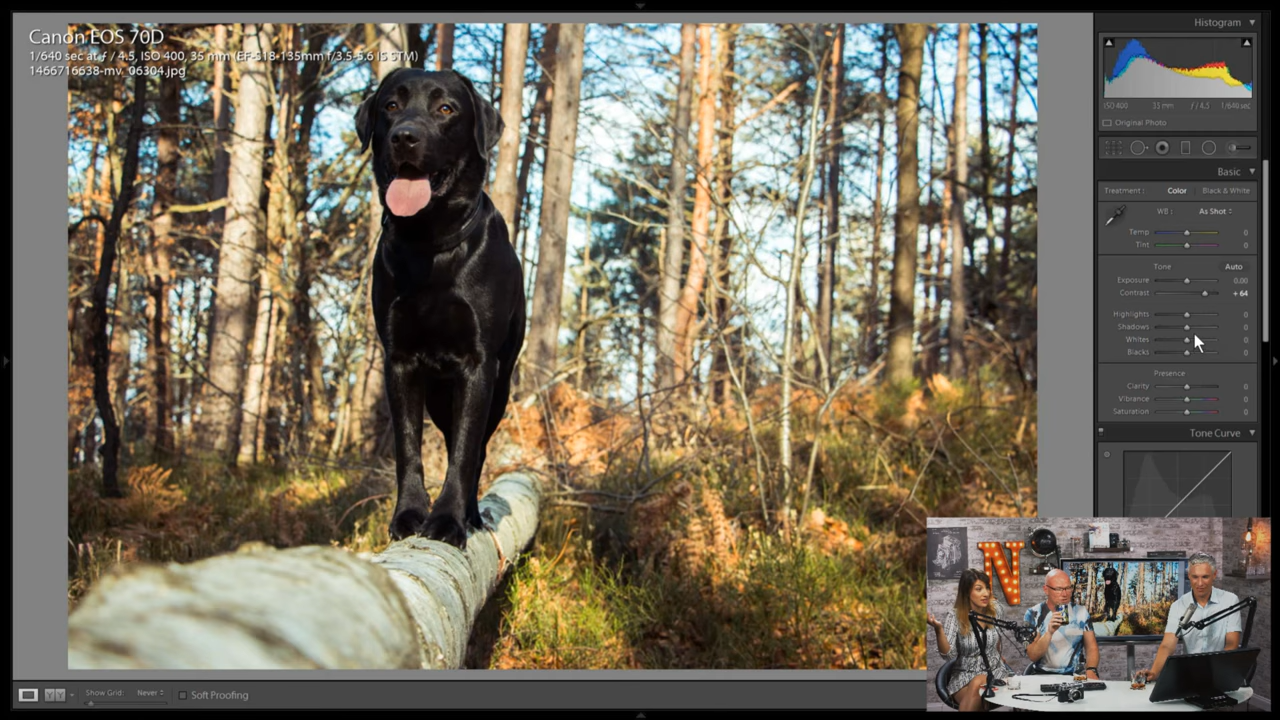 Canon EOS 70D
1/640 sec at ƒ / 4.5, ISO 400, 35 mm (EF-S18-135mm f/3.5-5.6 IS STM)
1466716638-mv_06304.jpg
Histogram
ISO 400 35 mm ƒ / 4.5 1/640 sec
Original Photo
Basic
Treatment : Color Black & White
WB : As Shot
Temp 0
Tint 0
Tone Auto
Exposure 0.00
Contrast + 64
Highlights 0
Shadows 0
Whites 0
Blacks 0
Presence
Clarity 0
Vibrance 0
Saturation 0
Tone Curve
N
YY
Show Grid: Never
Soft Proofing